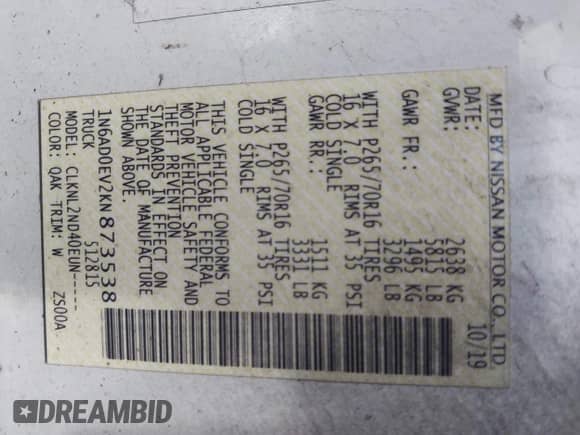 MFD BY NISSAN MOTOR CO., LTD.
DATE: 10/19
GVWR: 2638 KG
5815 LB
GAWR FR.: 1495 KG
3296 LB
WITH P265/70R16 TIRES
16 X 7.0 RIMS AT 35 PSI
COLD SINGLE
GAWR RR.: 1511 KG
3331 LB
WITH P265/70R16 TIRES
16 X 7.0 RIMS AT 35 PSI
COLD SINGLE
THIS VEHICLE CONFORMS TO
ALL APPLICABLE FEDERAL
MOTOR VEHICLE SAFETY AND
THEFT PREVENTION
STANDARDS IN EFFECT ON
THE DATE OF MANUFACTURE
SHOWN ABOVE.
1N6AD0EV2KN873538
TRUCK 512815
MODEL: CLKNL2ND40EUN-----
COLOR: QAK TRIM: W ZS00A
DREAMBID